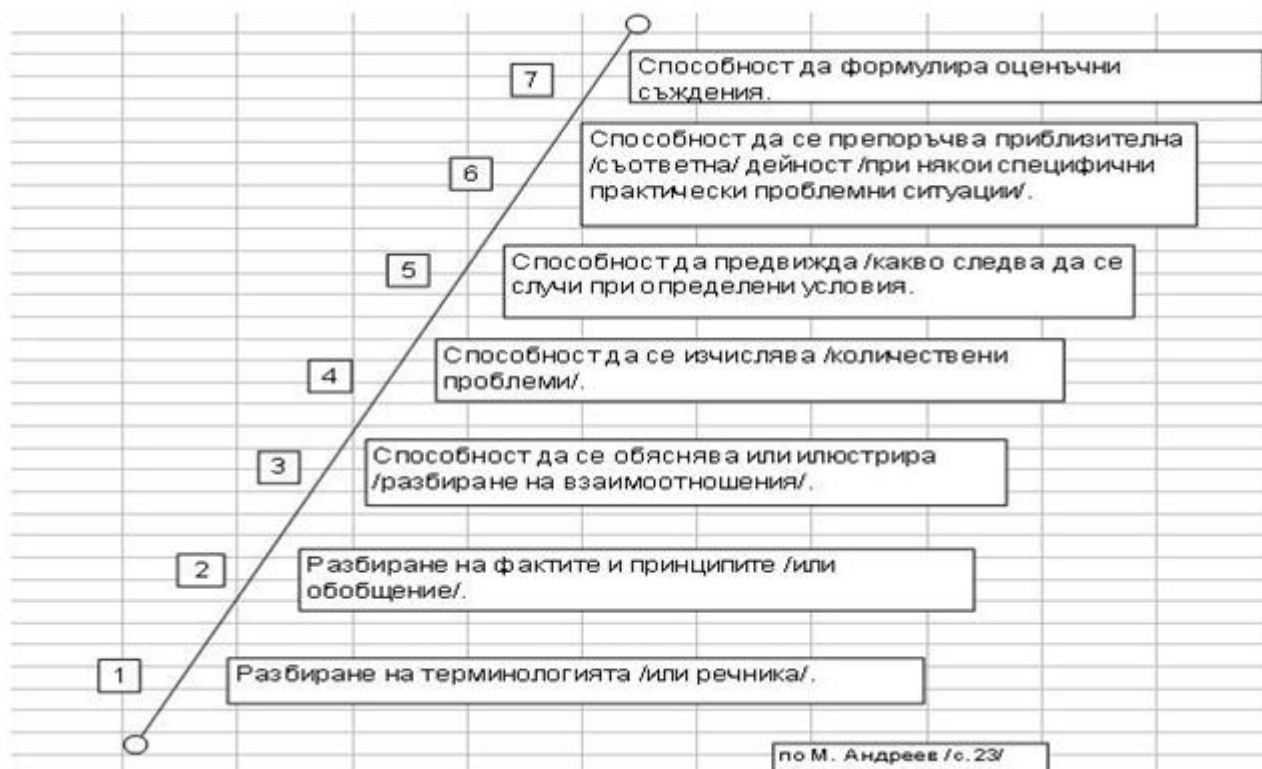 7
Способност да формулира оценъчни
съждения.
6
Способност да се препоръчва приблизителна
/съответна/ дейност /при някои специфични
практически проблемни ситуации/.
5
Способност да предвижда /какво следва да се
случи при определени условия.
4
Способност да се изчислява /количествени
проблеми/.
3
Способност да се обяснява или илюстрира
/разбиране на взаимоотношения/.
2
Разбиране на фактите и принципите /или
обобщение/.
1
Разбиране на терминологията /или речника/.
по М. Андреев /с. 23/